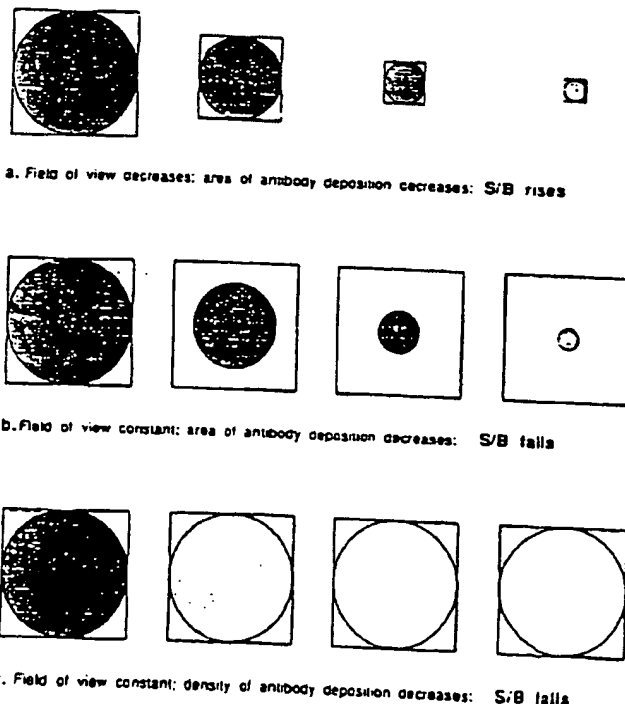 a. Field of view decreases; area of antibody deposition decreases: S/B rises
b. Field of view constant; area of antibody deposition decreases: S/B falls
. Field of view constant; density of antibody deposition decreases: S/B falls